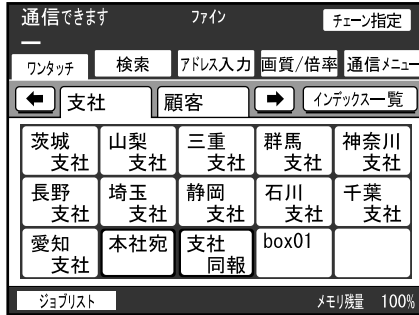 通信できます ファイン チェーン指定
ワンタッチ 検索 アドレス入力 画質/倍率 通信メニュー
支社 顧客 インデックス一覧
茨城 山梨 三重 群馬 神奈川
支社 支社 支社 支社 支社
長野 埼玉 静岡 石川 千葉
支社 支社 支社 支社 支社
愛知 本社宛 支社 box01
支社 同報
ジョブリスト メモリ残量 100%